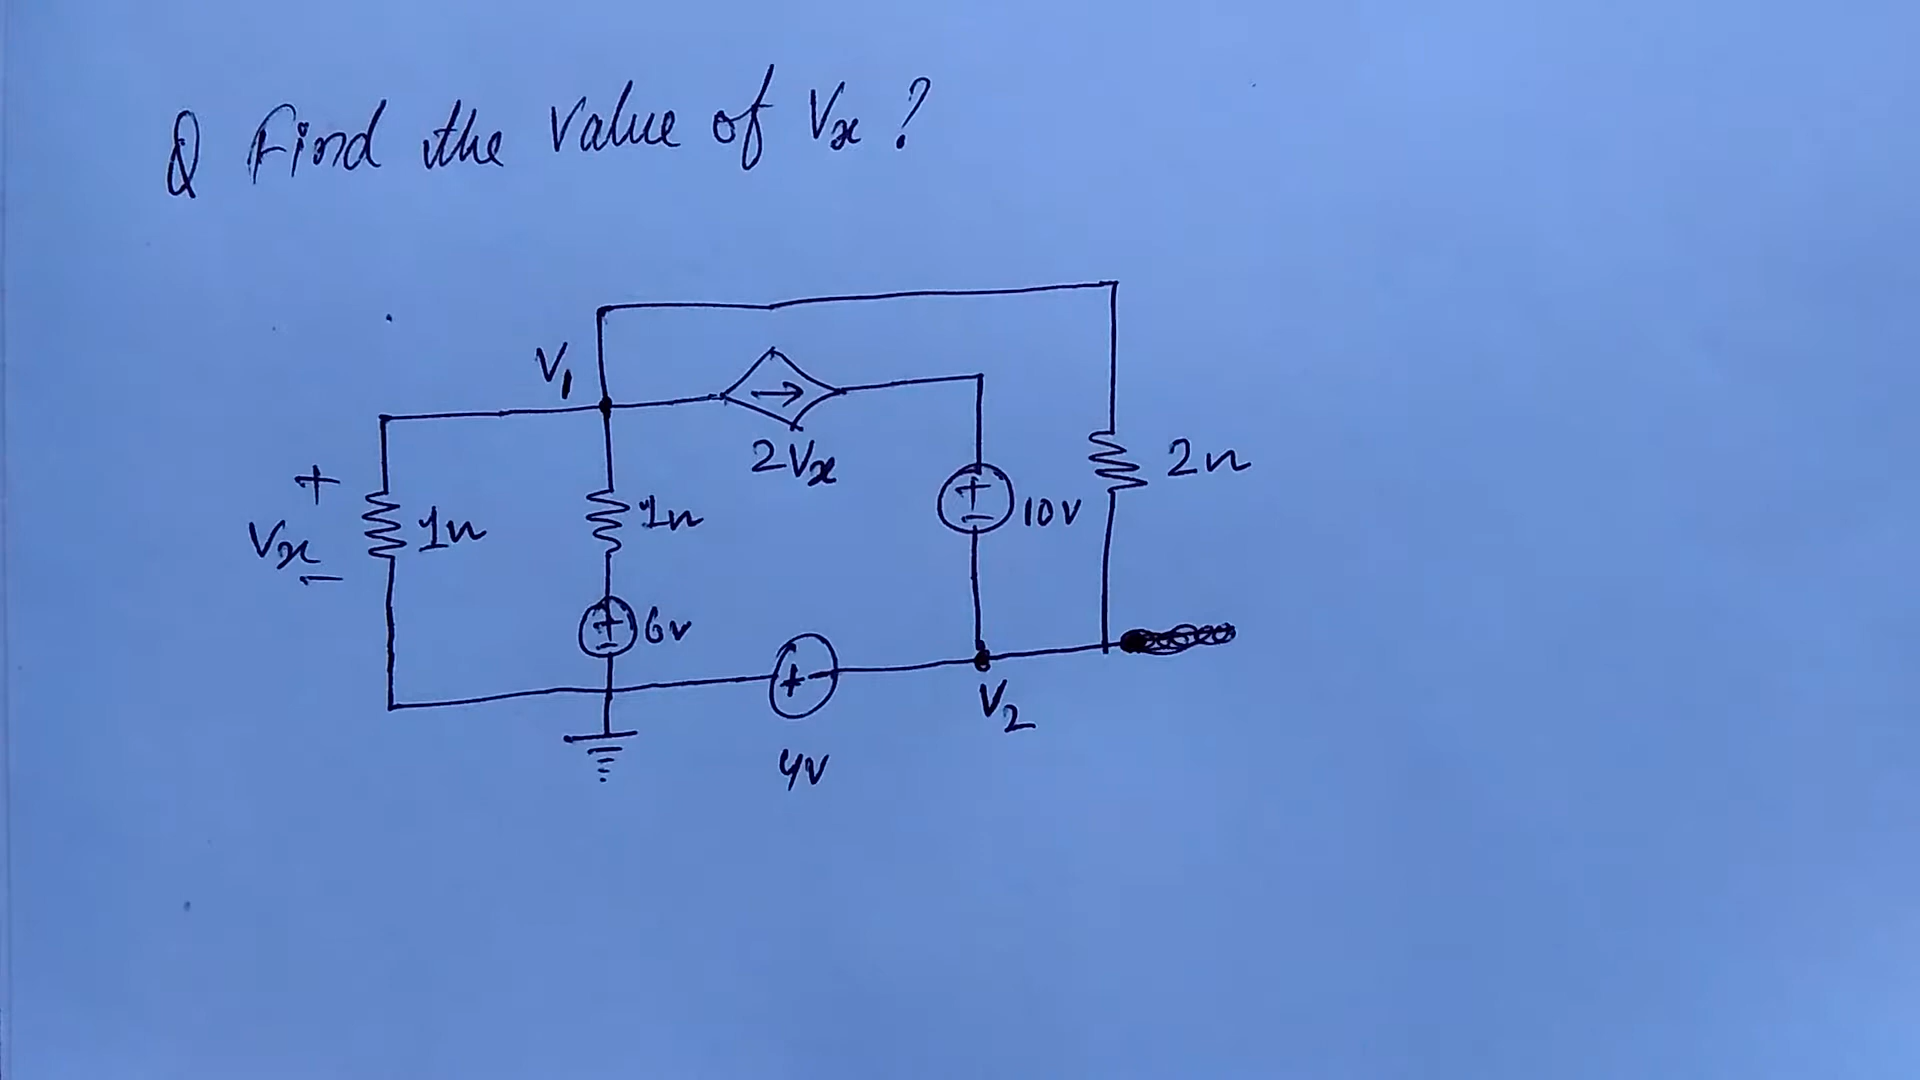 Q Find the value of Vx ?
V1
2Vx
+
Vx
-
1Ω
1Ω
+
-
10V
2Ω
+
-
6V
+ -
4V
V2